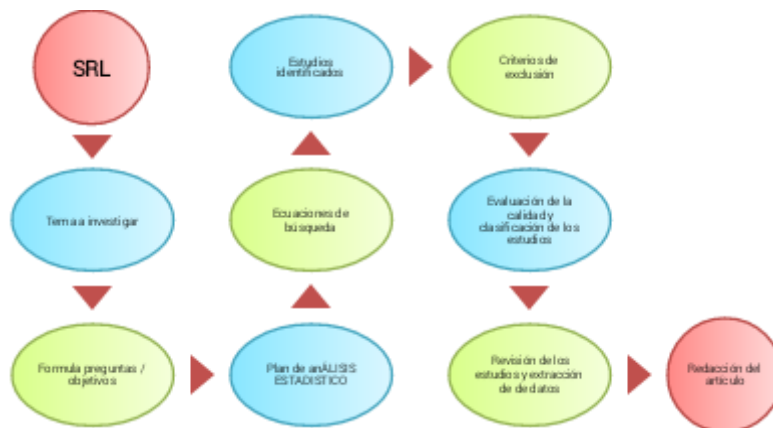 SRL
Tema a investigar
Formula preguntas /
objetivos
Plan de anÁLISIS
ESTADISTICO
Ecuaciones de
búsqueda
Estudios
identificados
Criterios de
exclusión
Evaluación de la
calidad y
clasificación de los
estudios
Revisión de los
estudios y extracción
de de datos
Redacción del
artículo